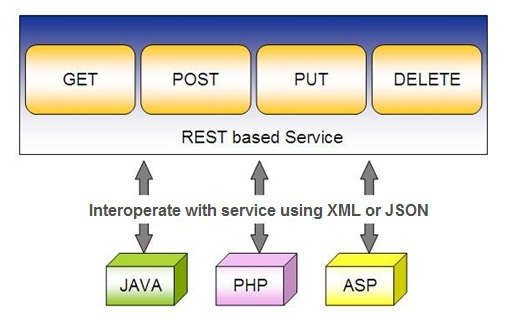 GET POST PUT DELETE
REST based Service
Interoperate with service using XML or JSON
JAVA PHP ASP